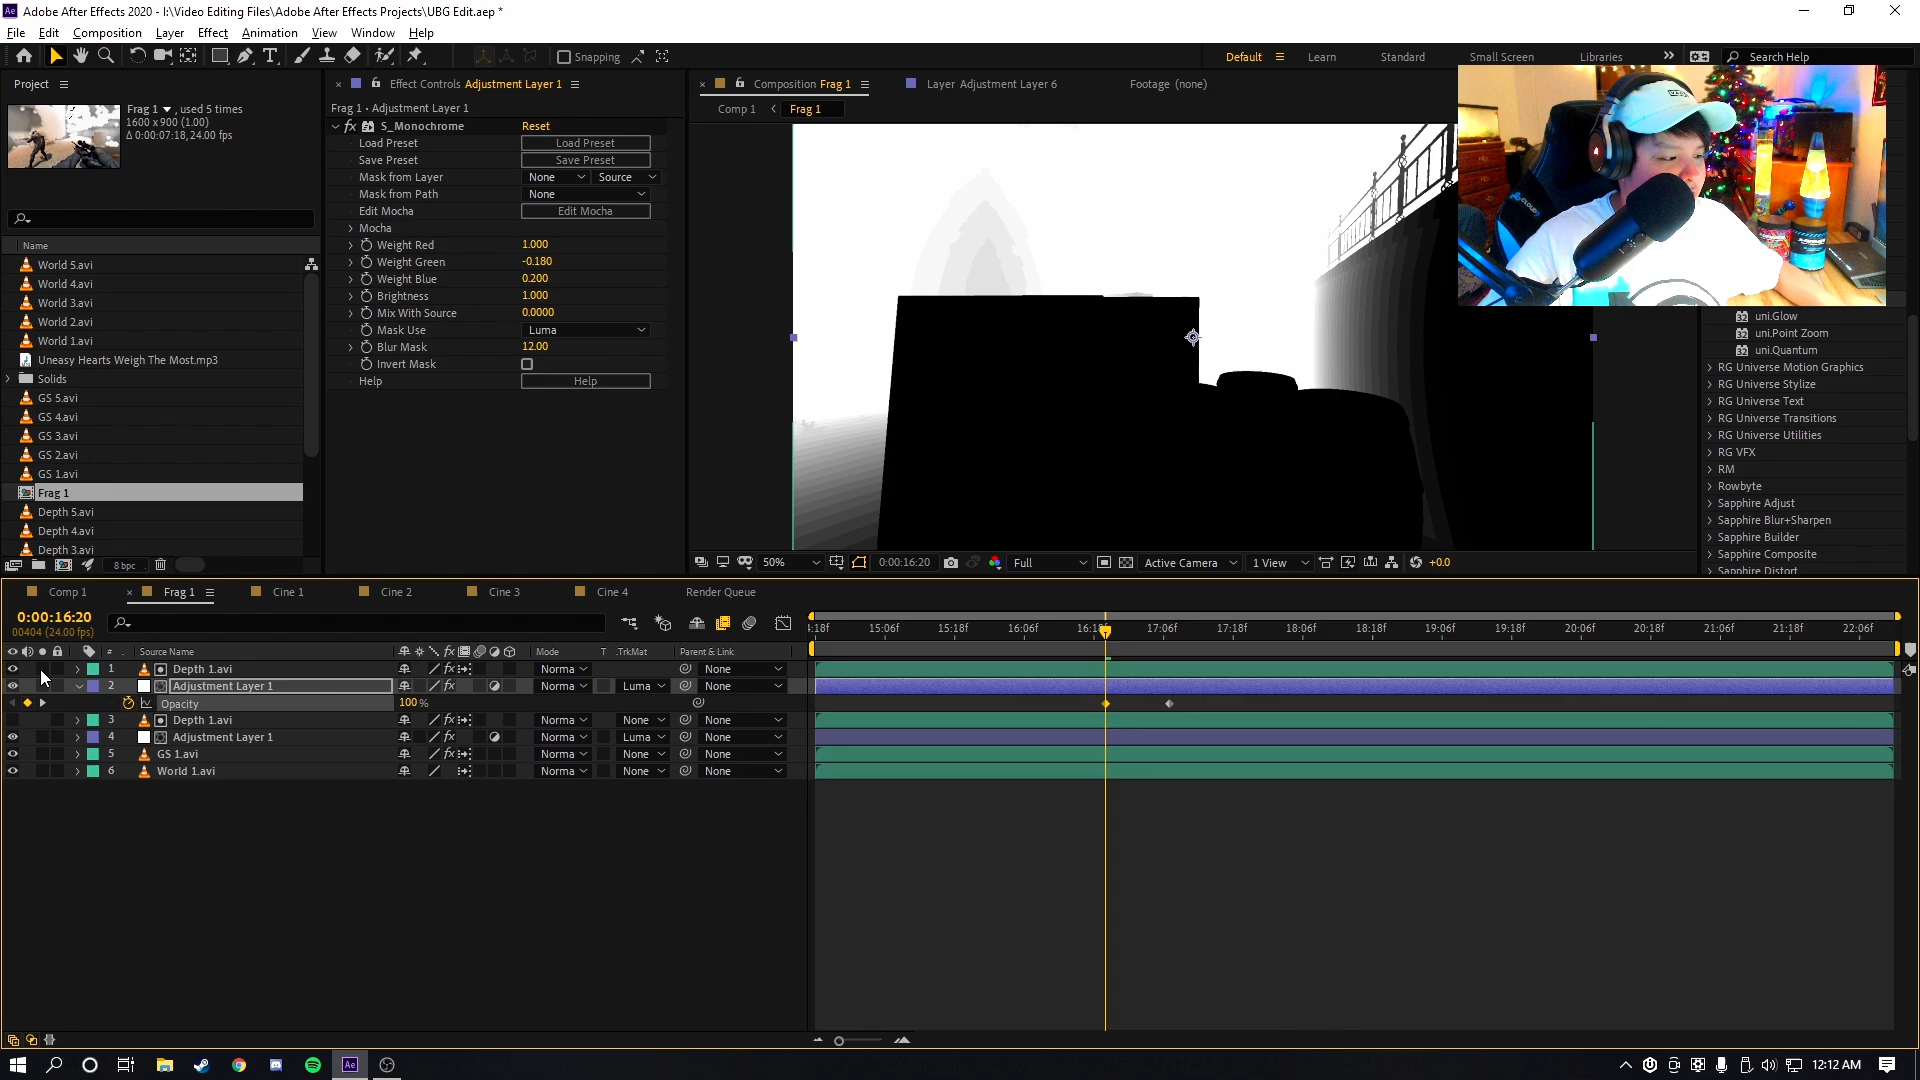 Adobe After Effects 2020 - I:\Video Editing Files\Adobe After Effects Projects\UBG Edit.aep *
File Edit Composition Layer Effect Animation View Window Help
Snapping Default Learn Standard Small Screen Libraries Search Help
Project
Frag 1 , used 5 times
1600 x 900 (1.00)
Δ 0:00:07:18, 24.00 fps
Name
World 5.avi
World 4.avi
World 3.avi
World 2.avi
World 1.avi
Uneasy Hearts Weigh The Most.mp3
Solids
GS 5.avi
GS 4.avi
GS 3.avi
GS 2.avi
GS 1.avi
Frag 1
Depth 5.avi
Depth 4.avi
Depth 3.avi
8 bpc
Effect Controls Adjustment Layer 1
Frag 1 • Adjustment Layer 1
fx S_Monochrome Reset
Load Preset Load Preset
Save Preset Save Preset
Mask from Layer None Source
Mask from Path None
Edit Mocha Edit Mocha
Mocha
Weight Red 1.000
Weight Green -0.180
Weight Blue 0.200
Brightness 1.000
Mix With Source 0.0000
Mask Use Luma
Blur Mask 12.00
Invert Mask
Help Help
Composition Frag 1 Layer Adjustment Layer 6 Footage (none)
Comp 1 Frag 1
50% 0:00:16:20 Full Active Camera 1 View +0.0
uni.Glow
uni.Point Zoom
uni.Quantum
RG Universe Motion Graphics
RG Universe Stylize
RG Universe Text
RG Universe Transitions
RG Universe Utilities
RG VFX
RM
Rowbyte
Sapphire Adjust
Sapphire Blur+Sharpen
Sapphire Builder
Sapphire Composite
Sapphire Distort
Comp 1 Frag 1 Cine 1 Cine 2 Cine 3 Cine 4 Render Queue
0:00:16:20
00404 (24.00 fps)
4:18f 15:06f 15:18f 16:06f 16:18f 17:06f 17:18f 18:06f 18:18f 19:06f 19:18f 20:06f 20:18f 21:06f 21:18f 22:06f
# Source Name Mode T .TrkMat Parent & Link
1 Depth 1.avi fx Norma None
2 Adjustment Layer 1 fx Norma Luma None
Opacity 100 %
3 Depth 1.avi fx Norma None None
4 Adjustment Layer 1 fx Norma Luma None
5 GS 1.avi fx Norma None None
6 World 1.avi Norma None None
Ae 12:12 AM